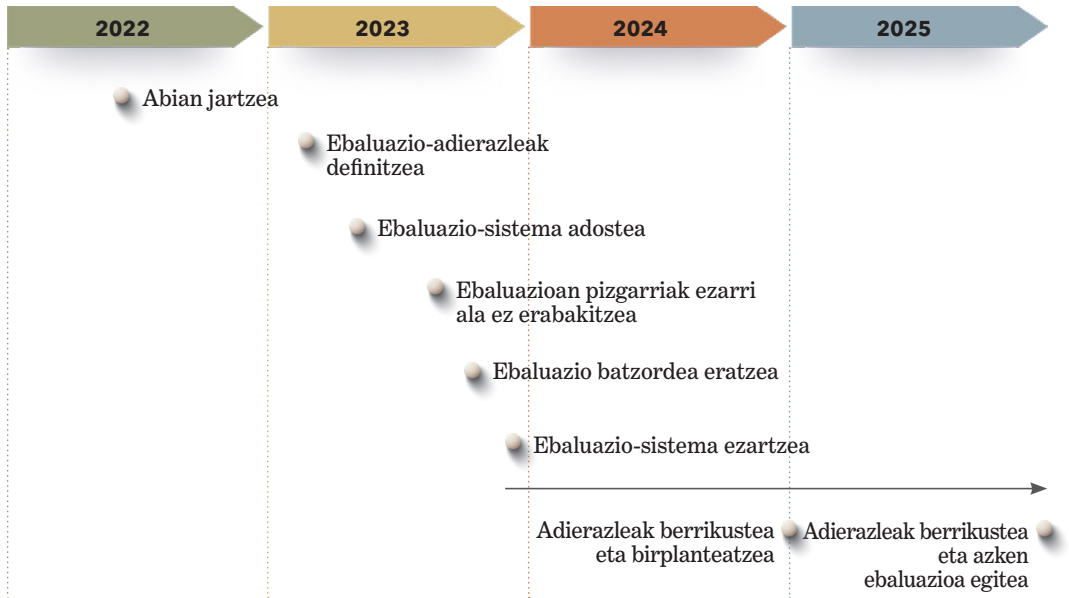 2022
2023
2024
2025
Abian jartzea
Ebaluazio-adierazleak
definitzea
Ebaluazio-sistema adostea
Ebaluazioan pizgarriak ezarri
ala ez erabakitzea
Ebaluazio batzordea eratzea
Ebaluazio-sistema ezartzea
Adierazleak berrikustea
eta birplanteatzea
Adierazleak berrikustea
eta azken
ebaluazioa egitea